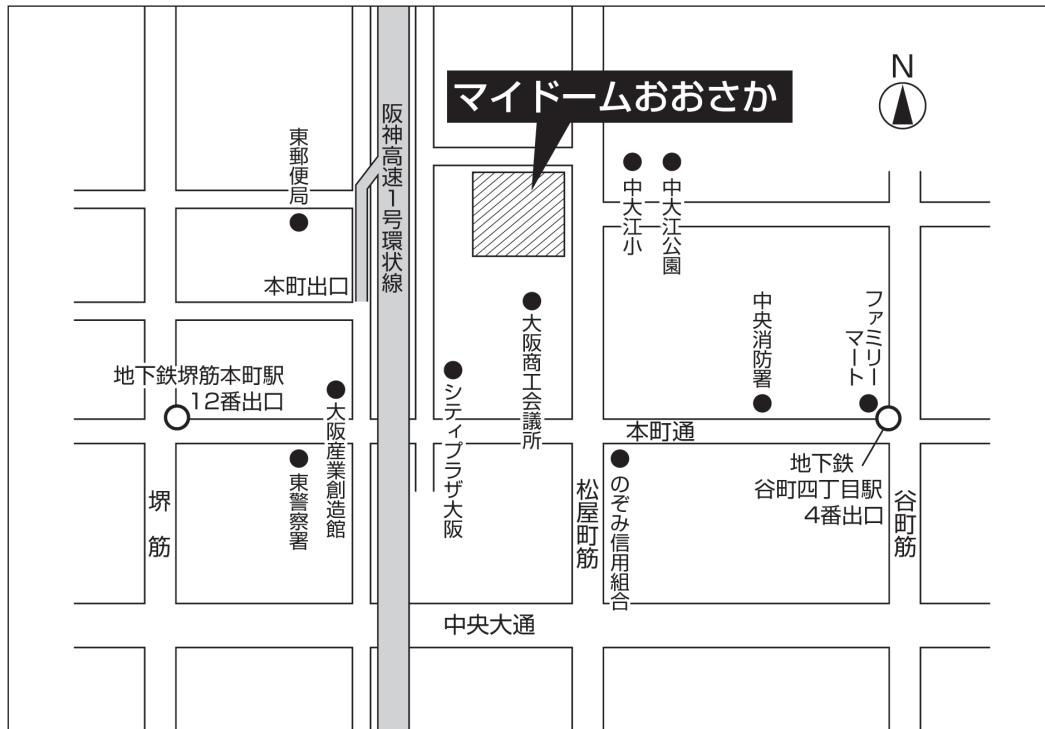 N
マイドームおおさか
阪神高速1号環状線
東郵便局
中大江小
中大江公園
本町出口
大阪商工会議所
中央消防署
ファミリー
マート
地下鉄堺筋本町駅
12番出口
大阪産業創造館
シティプラザ大阪
本町通
東警察署
のぞみ信用組合
地下鉄
谷町四丁目駅
4番出口
堺筋
松屋町筋
谷町筋
中央大通